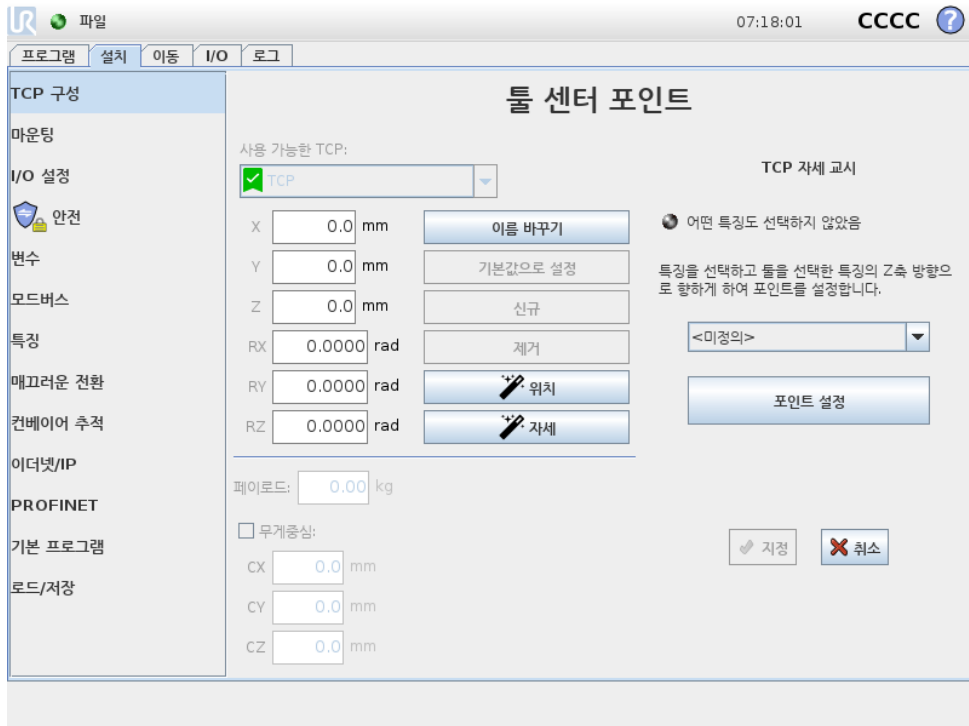 UR
파일
07:18:01
CCCC
?
프로그램
설치
이동
I/O
로그
TCP 구성
마운팅
I/O 설정
안전
변수
모드버스
특징
매끄러운 전환
컨베이어 추적
이더넷/IP
PROFINET
기본 프로그램
로드/저장
툴 센터 포인트
사용 가능한 TCP:
TCP
X 0.0 mm
이름 바꾸기
Y 0.0 mm
기본값으로 설정
Z 0.0 mm
신규
RX 0.0000 rad
제거
RY 0.0000 rad
위치
RZ 0.0000 rad
자세
페이로드: 0.00 kg
무게중심:
CX 0.0 mm
CY 0.0 mm
CZ 0.0 mm
TCP 자세 교시
어떤 특징도 선택하지 않았음
특징을 선택하고 툴을 선택한 특징의 Z축 방향으
로 향하게 하여 포인트를 설정합니다.
<미정의>
포인트 설정
지정
취소